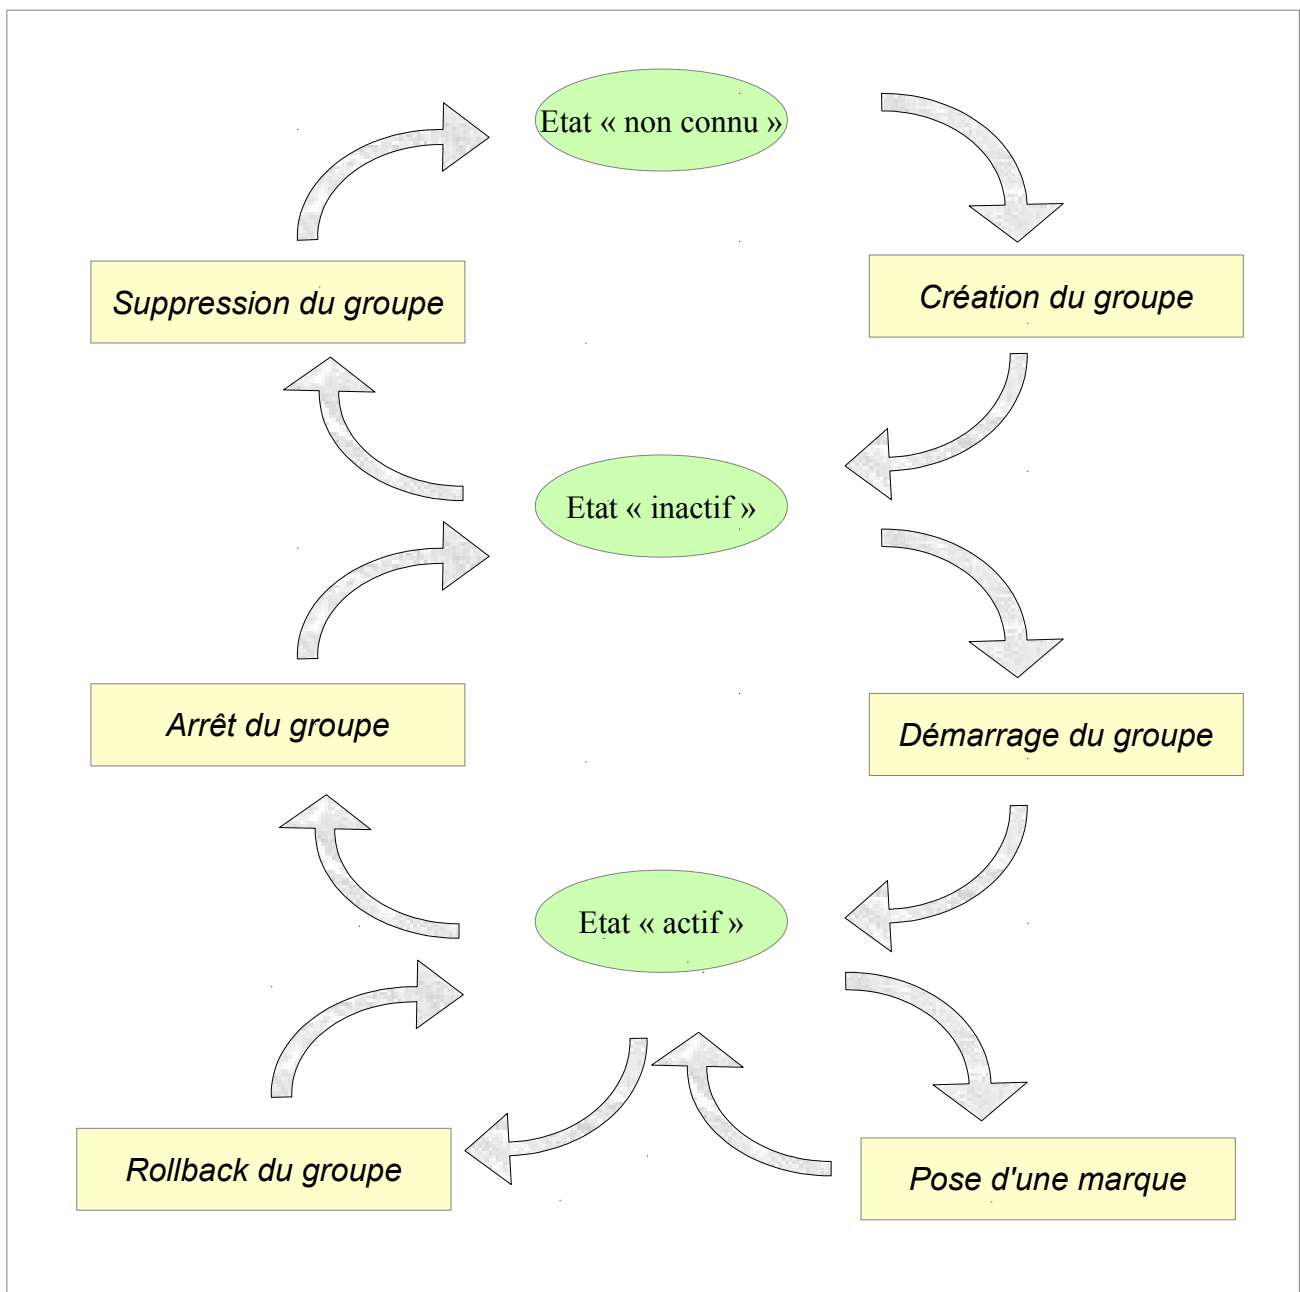 Etat « non connu »
Suppression du groupe
Création du groupe
Etat « inactif »
Arrêt du groupe
Démarrage du groupe
Etat « actif »
Rollback du groupe
Pose d'une marque